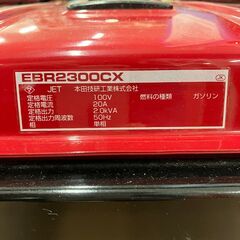 EBR2300CX
JET 本田技研工業株式会社 燃料の種類 ガソリン
定格電圧 100V
定格電流 20A
定格出力 2.0kVA
定格出力周波数 50Hz
相 単相